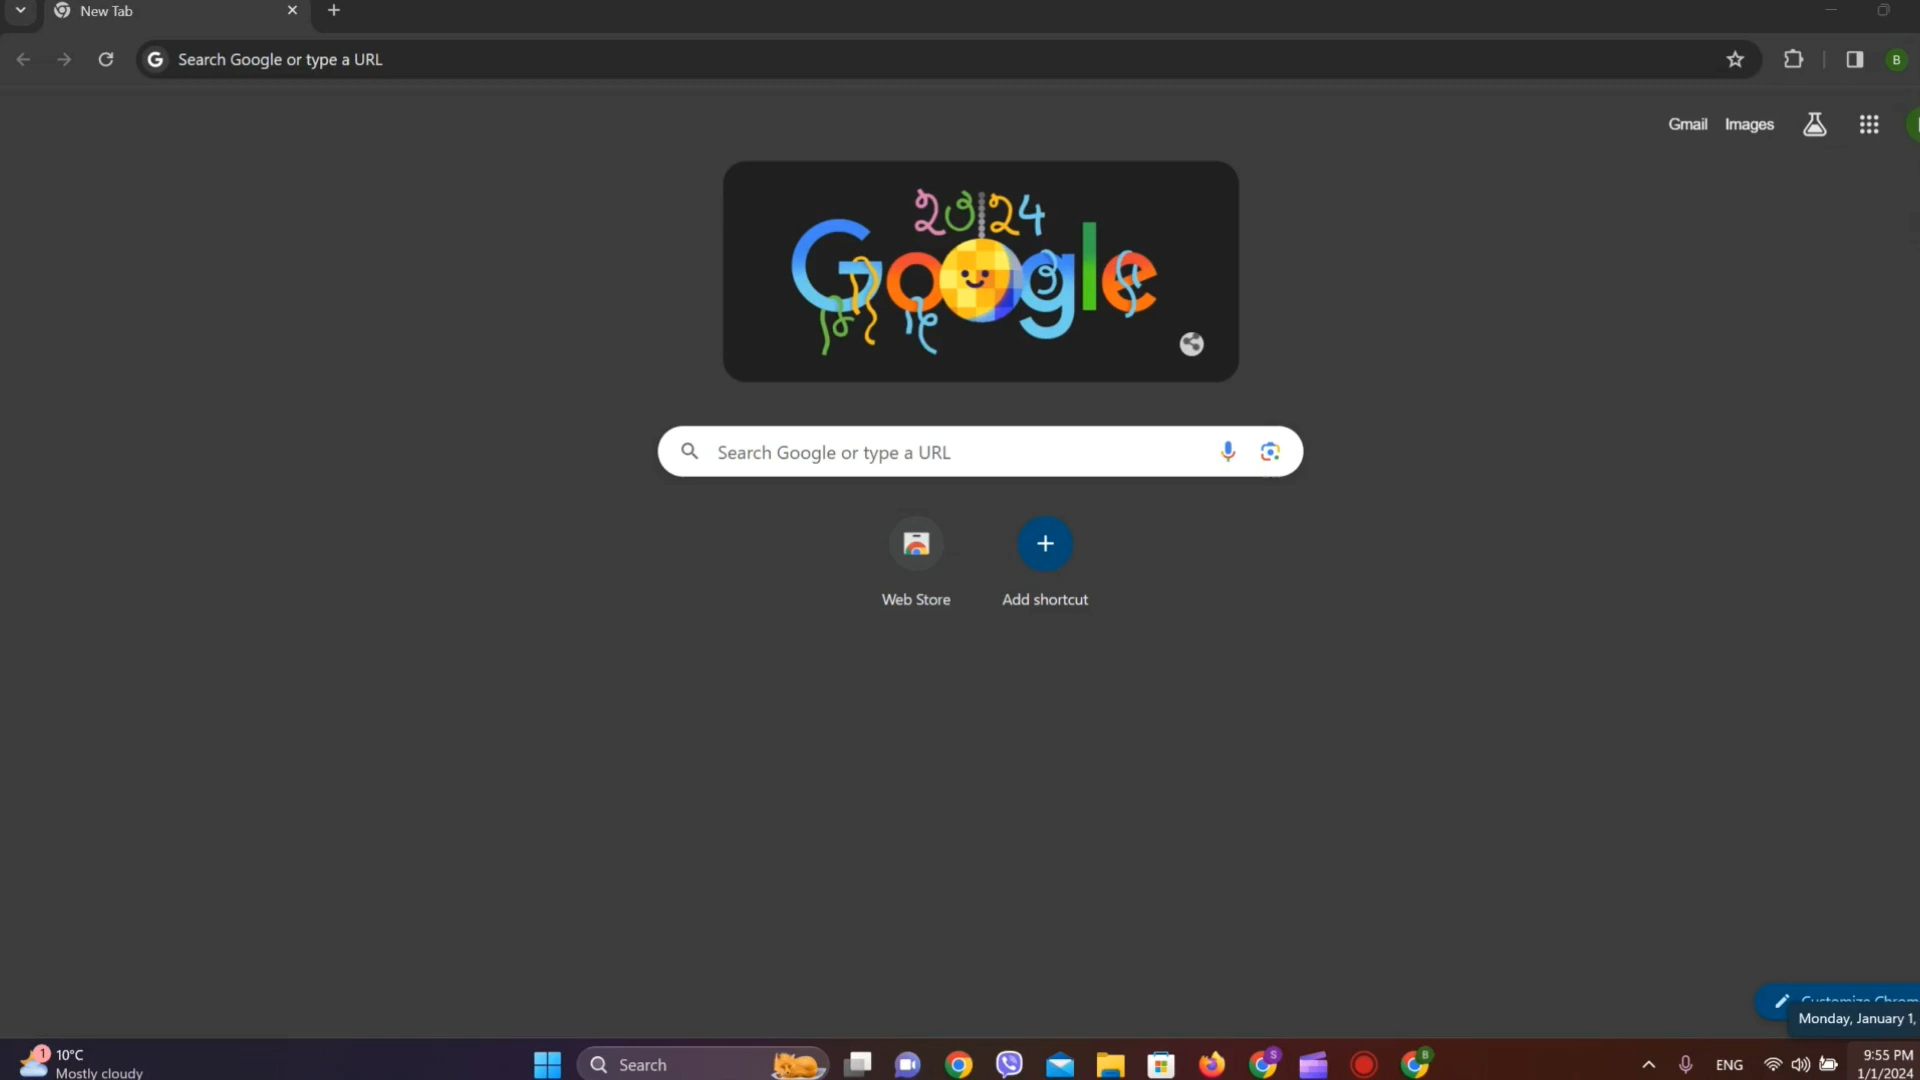 New Tab
Search Google or type a URL
B
Gmail Images
2024
Google
Search Google or type a URL
Web Store
Add shortcut
Monday, January 1,
1
10°C
Mostly cloudy
Search
S
B
ENG
9:55 PM
1/1/2024